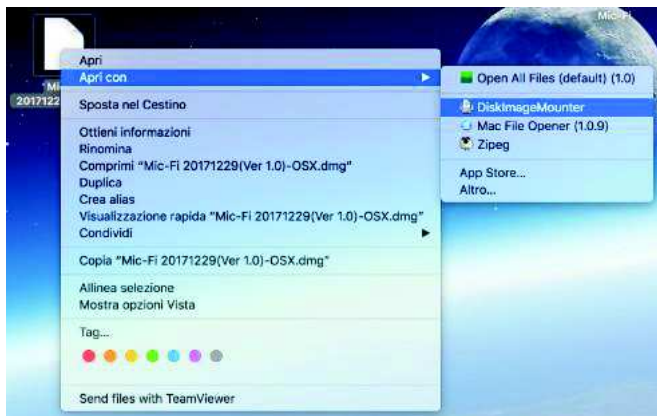 Mic-Fi
Mi
2017122
Apri
Apri con
Sposta nel Cestino
Ottieni informazioni
Rinomina
Comprimi “Mic-Fi 20171229(Ver 1.0)-OSX.dmg”
Duplica
Crea alias
Visualizzazione rapida “Mic-Fi 20171229(Ver 1.0)-OSX.dmg”
Condividi
Copia “Mic-Fi 20171229(Ver 1.0)-OSX.dmg”
Allinea selezione
Mostra opzioni Vista
Tag...
Send files with TeamViewer
Open All Files (default) (1.0)
DiskImageMounter
Mac File Opener (1.0.9)
Zipeg
App Store...
Altro...